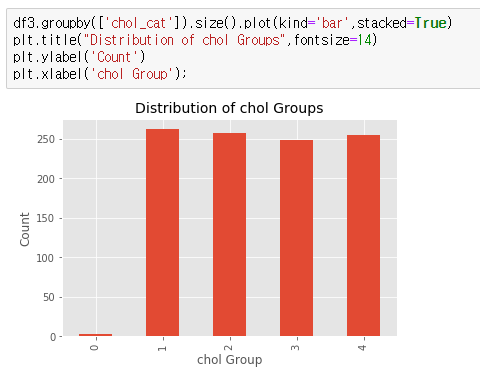 df3.groupby(['chol_cat']).size().plot(kind='bar',stacked=True)
plt.title("Distribution of chol Groups",fontsize=14)
plt.ylabel('Count')
plt.xlabel('chol Group');
Distribution of chol Groups
250
200
150
100
50
0
Count
0 1 2 3 4
chol Group